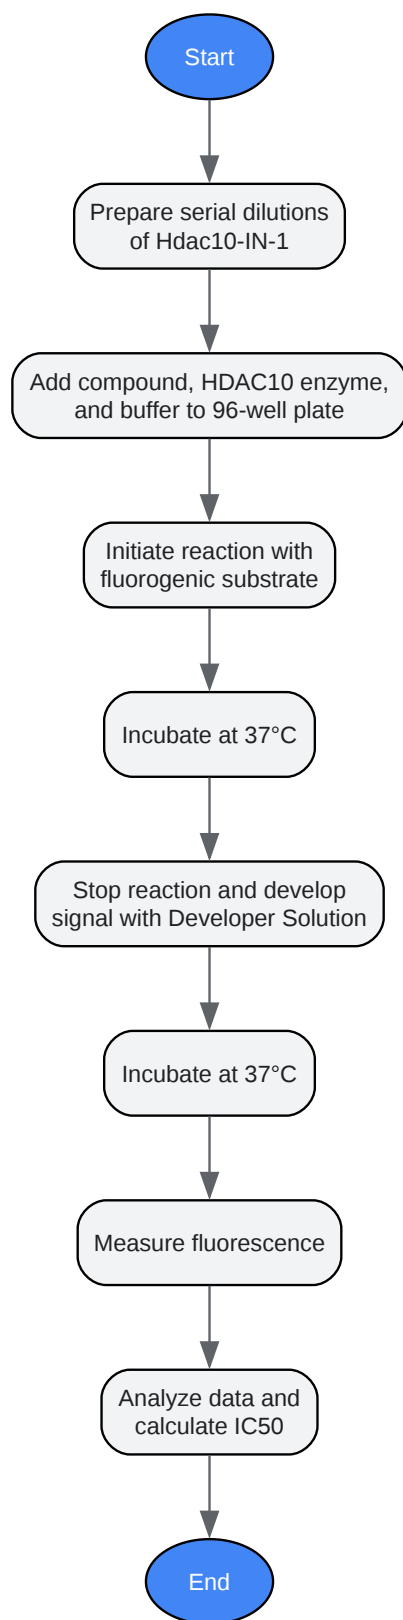 Start
Prepare serial dilutions
of Hdac10-IN-1
Add compound, HDAC10 enzyme,
and buffer to 96-well plate
Initiate reaction with
fluorogenic substrate
Incubate at 37°C
Stop reaction and develop
signal with Developer Solution
Incubate at 37°C
Measure fluorescence
Analyze data and
calculate IC50
End